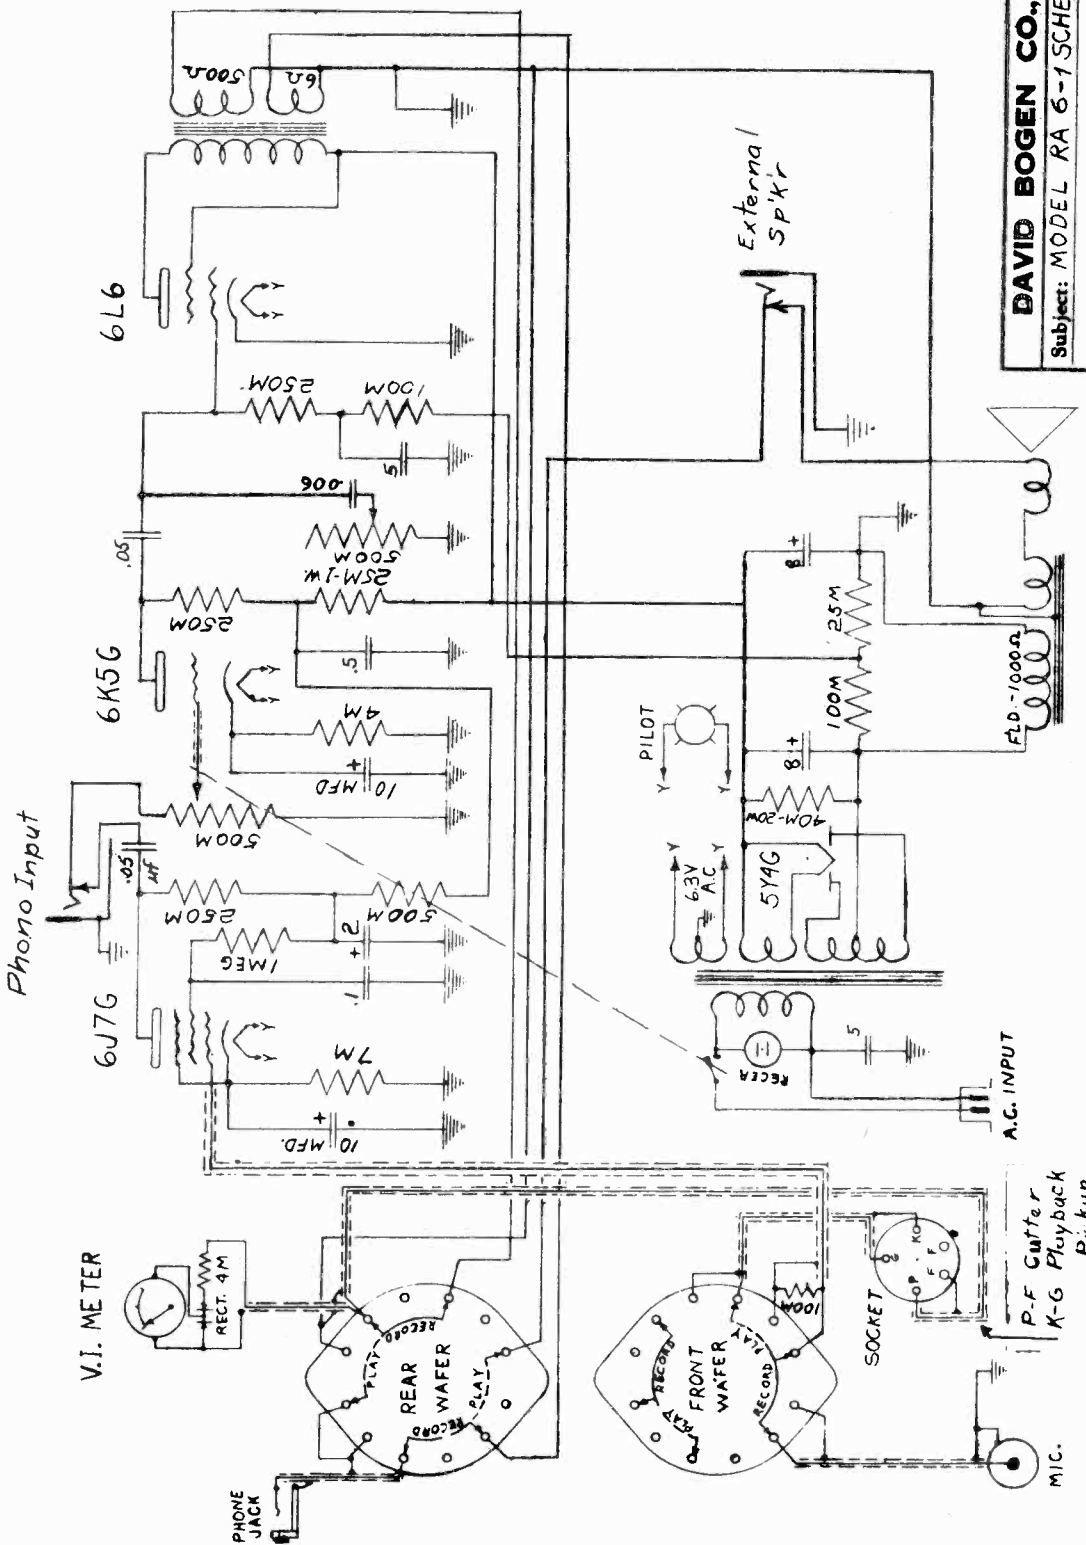 Phono Input
6J7G
6K5G
6L6
500Ω
6Ω
.05
µf
.05
250M
500M
250M
250M
500M
25M-1W.
.006
100M
.5
.5
1MEG
500M
2
+
.1
+
7M
10 MFD.
+
4M
10 MFD
+
Y
Y
Y
Y
Y
Y
External
Sp'k'r
V.I. METER
RECT. 4M
PHONE
JACK
REAR
WAFER
PLAY
RECORD
PLAY
RECORD
FRONT
WAFER
RECORD
PLAY
PLAY
RECORD
100M
SOCKET
P
G
K
F
F
MIC.
P-F Cutter
K-G Playback
Pickup
A.C. INPUT
RECEP.
5
6.3V
A.C
Y
Y
PILOT
Y
Y
5Y4G
40M-20W
8
+
8
+
100M
25M
FLD.-1000Ω
DAVID BOGEN CO.,
Subject: MODEL RA 6-1 SCHE